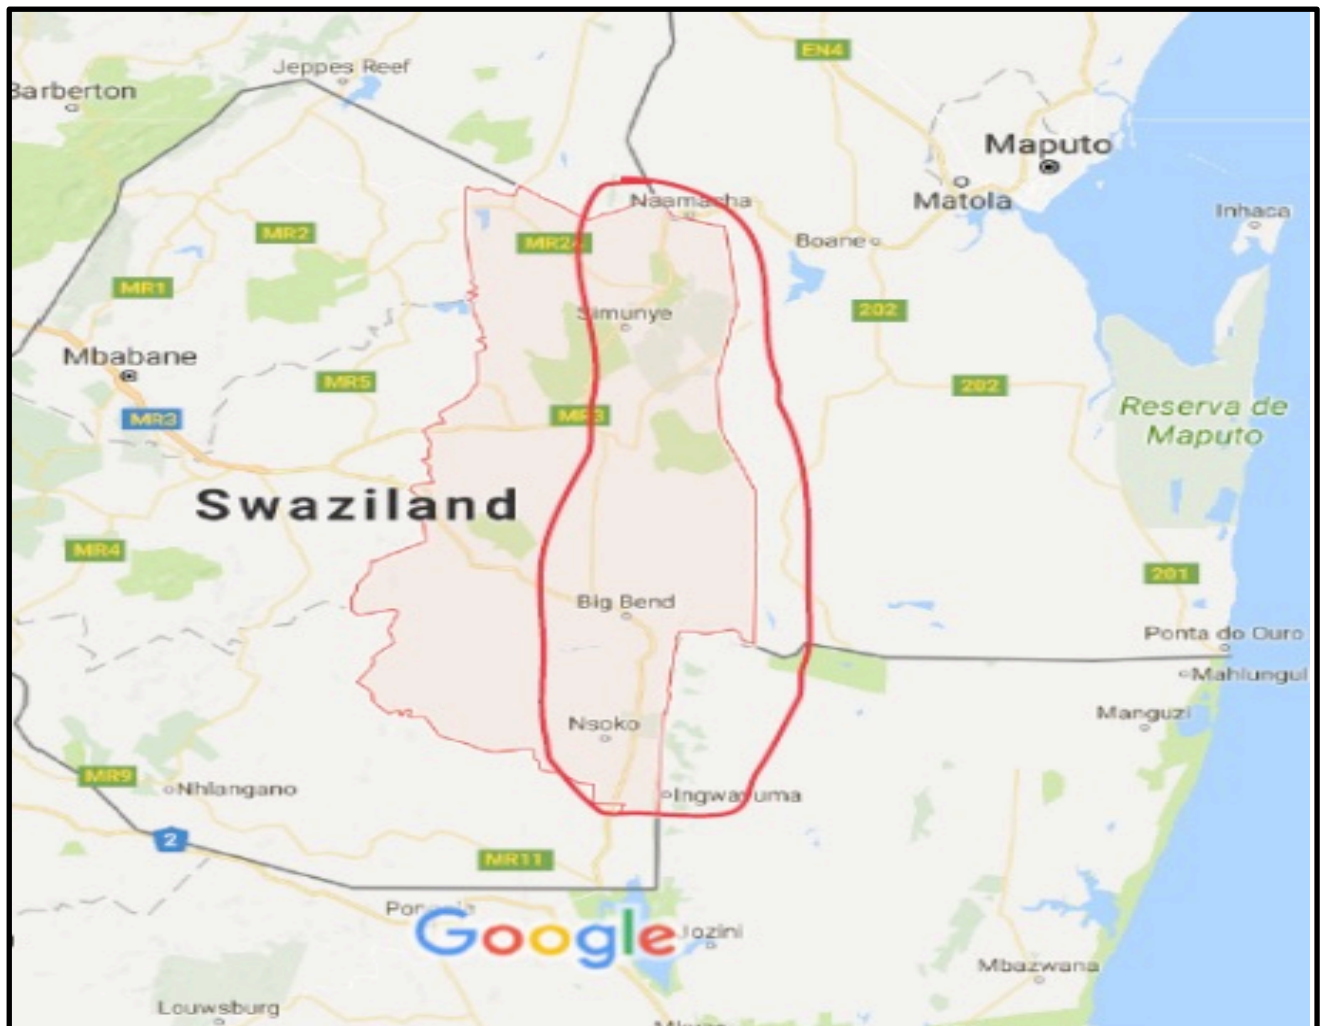 EN4
Jeppes Reef
Barberton
Maputo
Matola
Naamacha
Inhaca
MR2
MR24
Boane
MR1
202
Simunye
Mbabane
MR5
202
MR3
MR3
Reserva de
Maputo
Swaziland
MR4
201
Big Bend
Ponta do Ouro
Mahlungul
Manguzi
Nsoko
MR9
Nhlangano
Ingwavuma
2
MR11
Google
Jozini
Mbazwana
Louwsburg